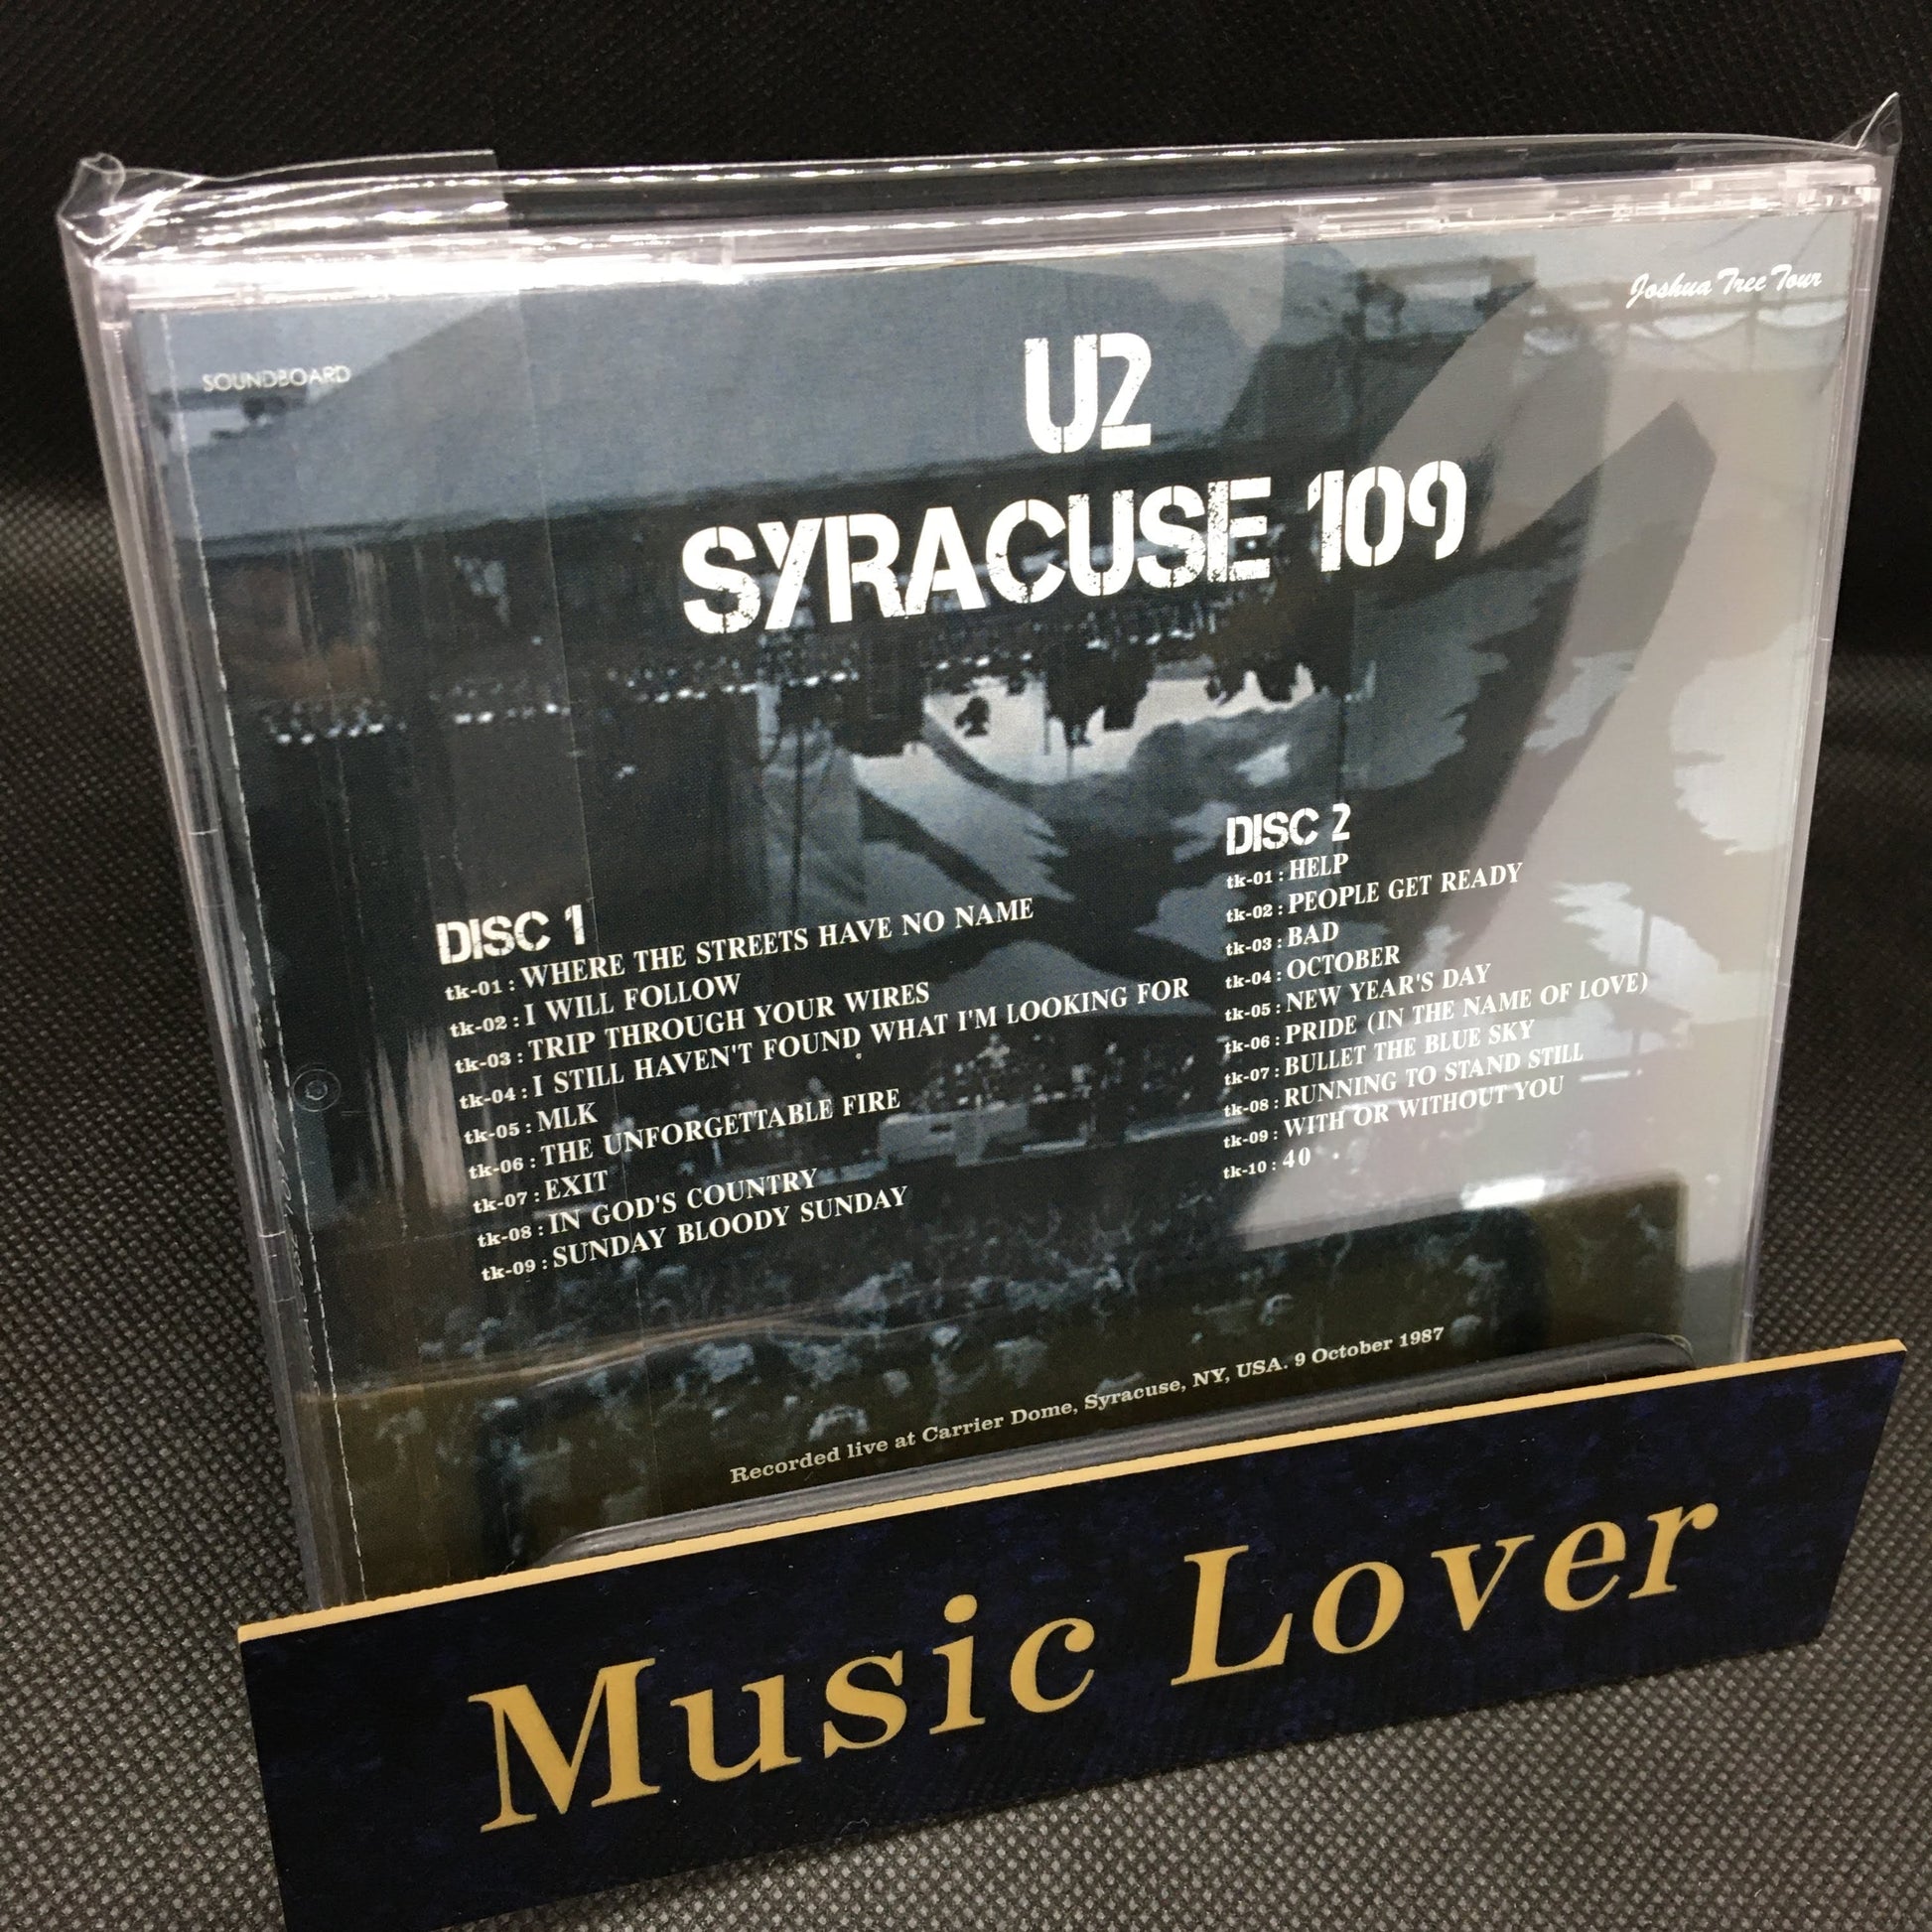 Joshua Tree Tour
SOUNDBOARD
U2
SYRACUSE 109
DISC 1
tk-01 : WHERE THE STREETS HAVE NO NAME
tk-02 : I WILL FOLLOW
tk-03 : TRIP THROUGH YOUR WIRES
tk-04 : I STILL HAVEN'T FOUND WHAT I'M LOOKING FOR
tk-05 : MLK
tk-06 : THE UNFORGETTABLE FIRE
tk-07 : EXIT
tk-08 : IN GOD'S COUNTRY
tk-09 : SUNDAY BLOODY SUNDAY
DISC 2
tk-01 : HELP
tk-02 : PEOPLE GET READY
tk-03 : BAD
tk-04 : OCTOBER
tk-05 : NEW YEAR'S DAY
tk-06 : PRIDE (IN THE NAME OF LOVE)
tk-07 : BULLET THE BLUE SKY
tk-08 : RUNNING TO STAND STILL
tk-09 : WITH OR WITHOUT YOU
tk-10 : 40
Recorded live at Carrier Dome, Syracuse, NY, USA. 9 October 1987
Music Lover